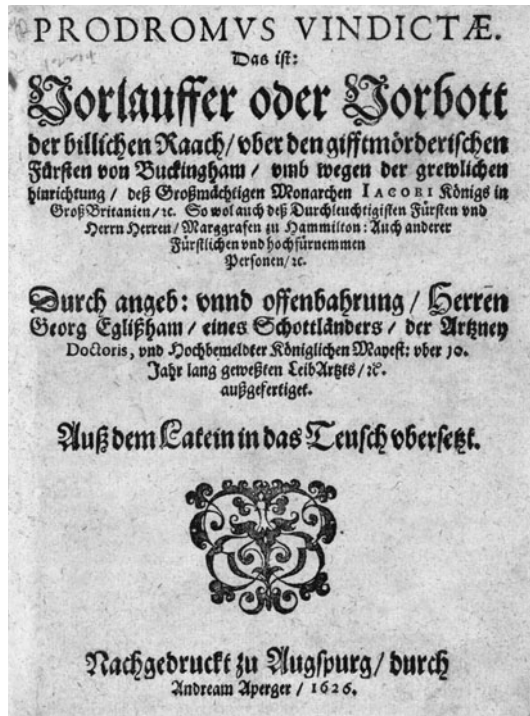 PRODROMVS VINDICTÆ.
Das ist:
Vorlauffer oder Vorbott
der billichen Raach/ vber den gifftmörderischen
Fürsten von Buckingham/ vmb wegen der grewlichen
hinrichtung/ deß Großmächtigen Monarchen IACOBI Königs in
Groß Britanien/ꝛc. So wol auch deß Durchleuchtigisten Fürsten vnd
Herrn Herren/ Marggrafen zu Hammilton: Auch anderer
Fürstlichen vnd hochfürnemmen
Personen/ꝛc.
Durch angeb: vnnd offenbahrung/ Herren
Georg Eglißham/ eines Schottländers/ der Artzney
Doctoris, vnd Hochbemeldter Königlichen Mayest: vber 10.
Jahr lang geweßten LeibArtzts/ꝛc.
außgefertiget.
Auß dem Latein in das Teusch vbersetzt.
Nachgedruckt zu Augspurg/ durch
Andream Aperger/ 1626.